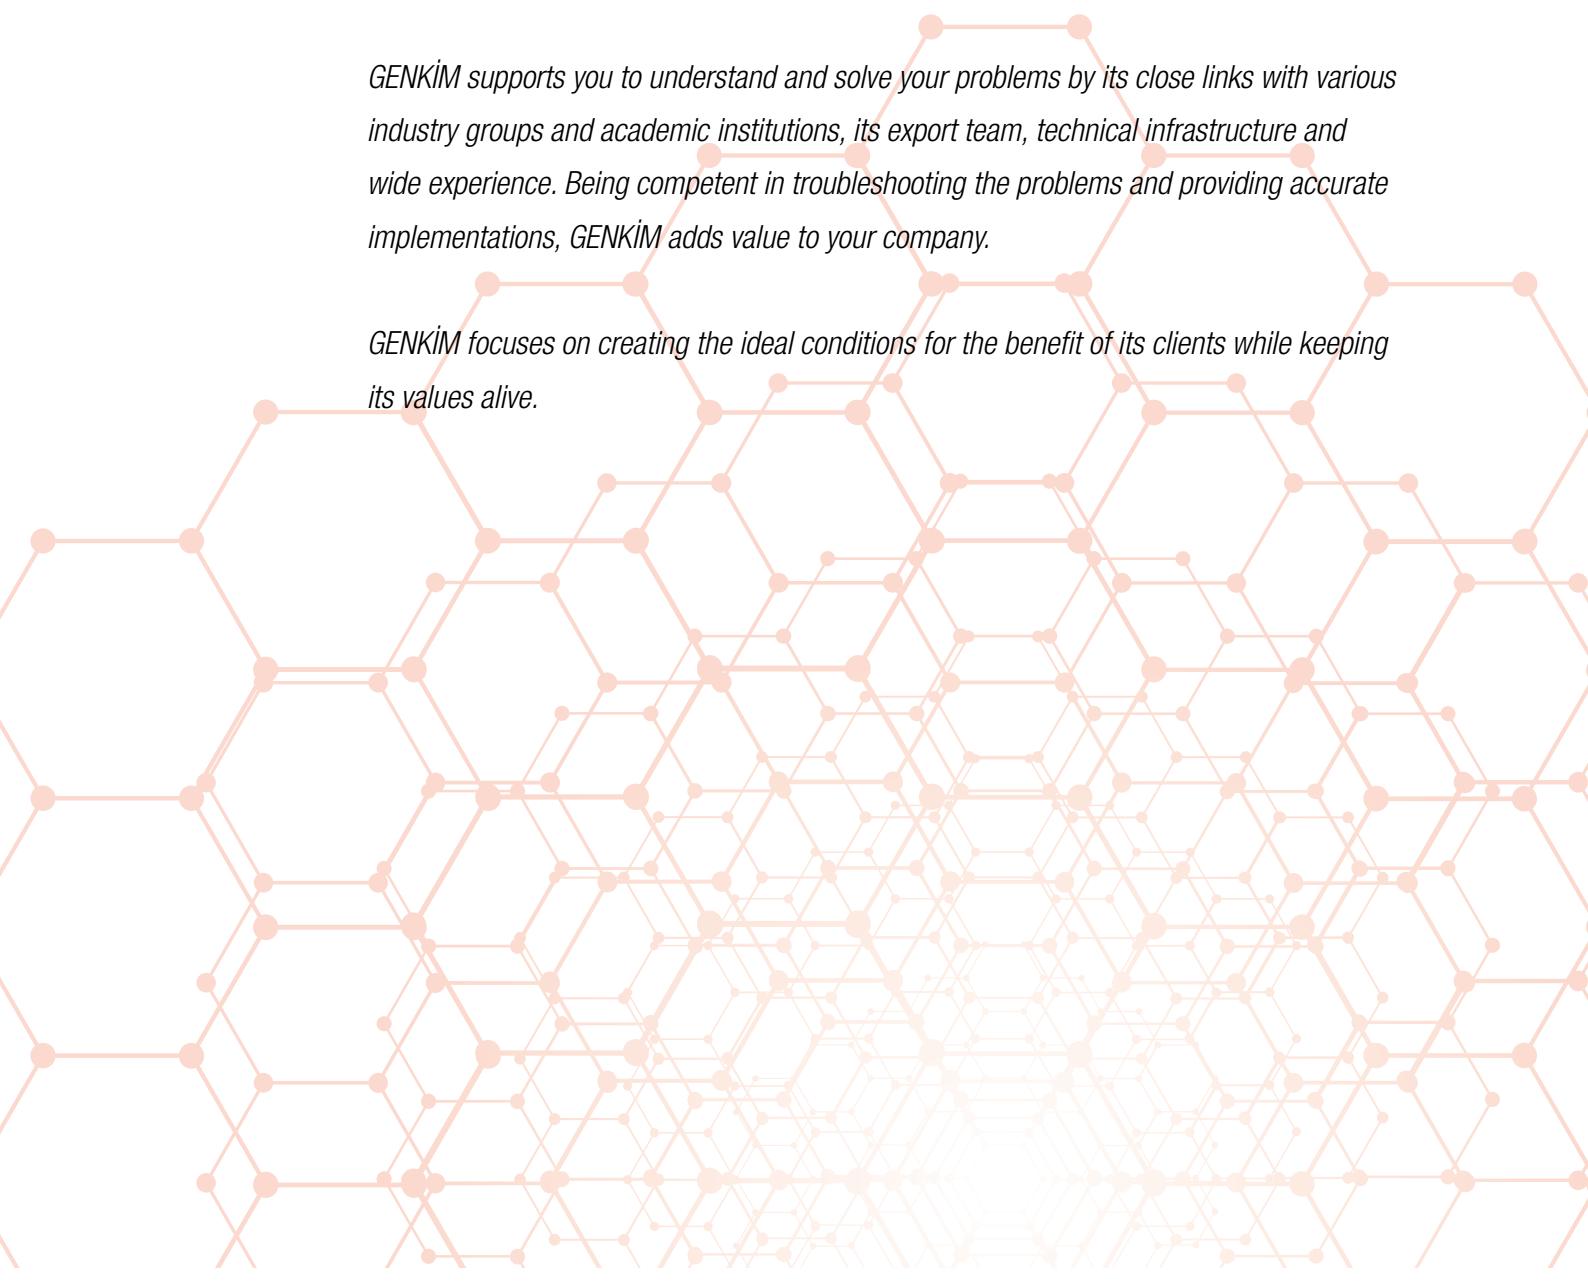 GENKİM supports you to understand and solve your problems by its close links with various
industry groups and academic institutions, its export team, technical infrastructure and
wide experience. Being competent in troubleshooting the problems and providing accurate
implementations, GENKİM adds value to your company.
GENKİM focuses on creating the ideal conditions for the benefit of its clients while keeping
its values alive.